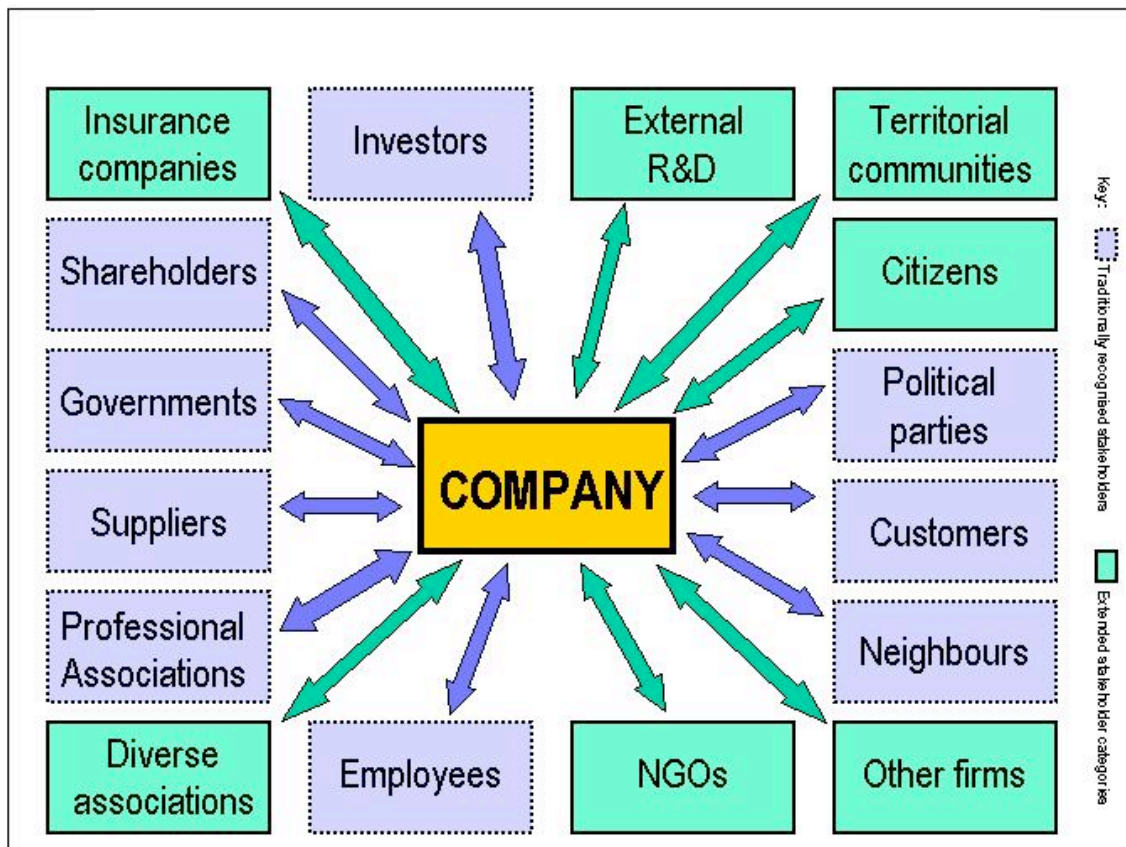 Insurance
companies
Investors
External
R&D
Territorial
communities
Shareholders
Citizens
Governments
Political
parties
COMPANY
Suppliers
Customers
Professional
Associations
Neighbours
Diverse
associations
Employees
NGOs
Other firms
Key:
Traditionally recognised stakeholders
Extended stakeholder categories